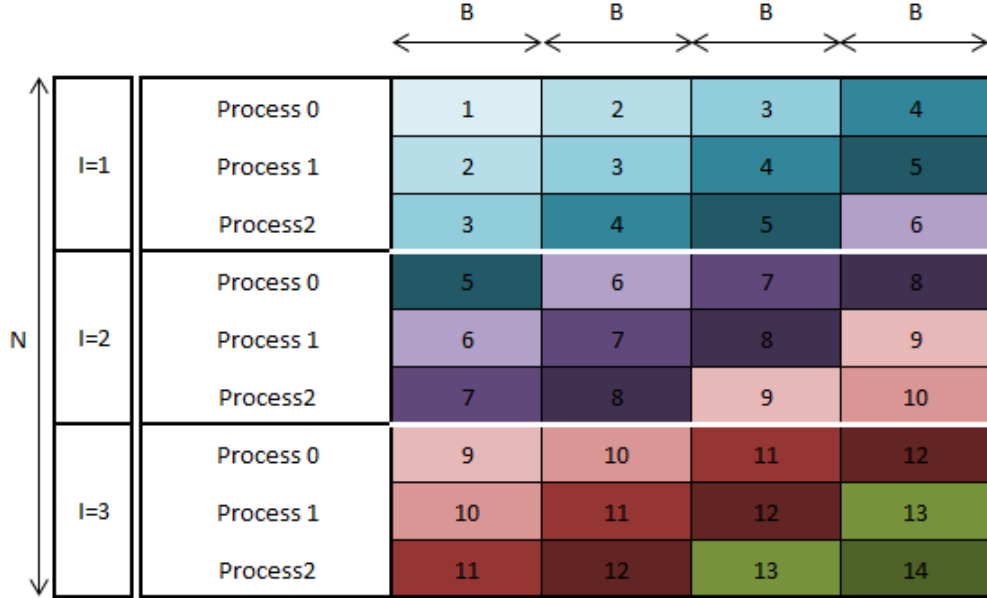 B B B B
Process 0 1 2 3 4
I=1 Process 1 2 3 4 5
Process2 3 4 5 6
Process 0 5 6 7 8
N I=2 Process 1 6 7 8 9
Process2 7 8 9 10
Process 0 9 10 11 12
I=3 Process 1 10 11 12 13
Process2 11 12 13 14